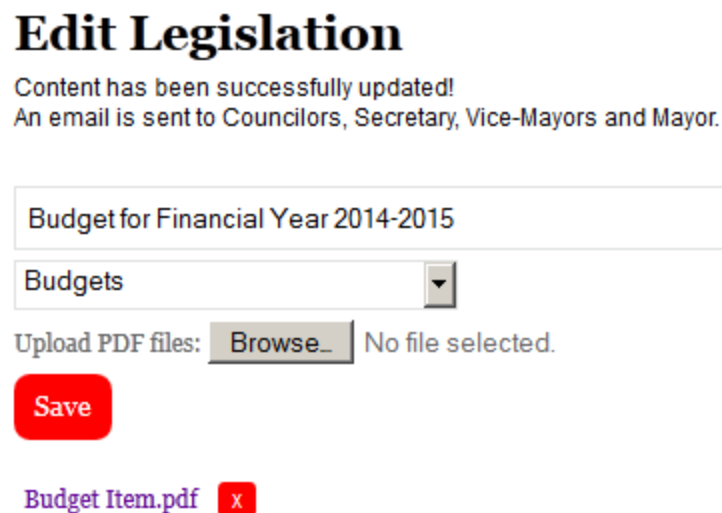 Edit Legislation
Content has been successfully updated!
An email is sent to Councilors, Secretary, Vice-Mayors and Mayor.
Budget for Financial Year 2014-2015
Budgets
Upload PDF files: Browse... No file selected.
Save
Budget Item.pdf x